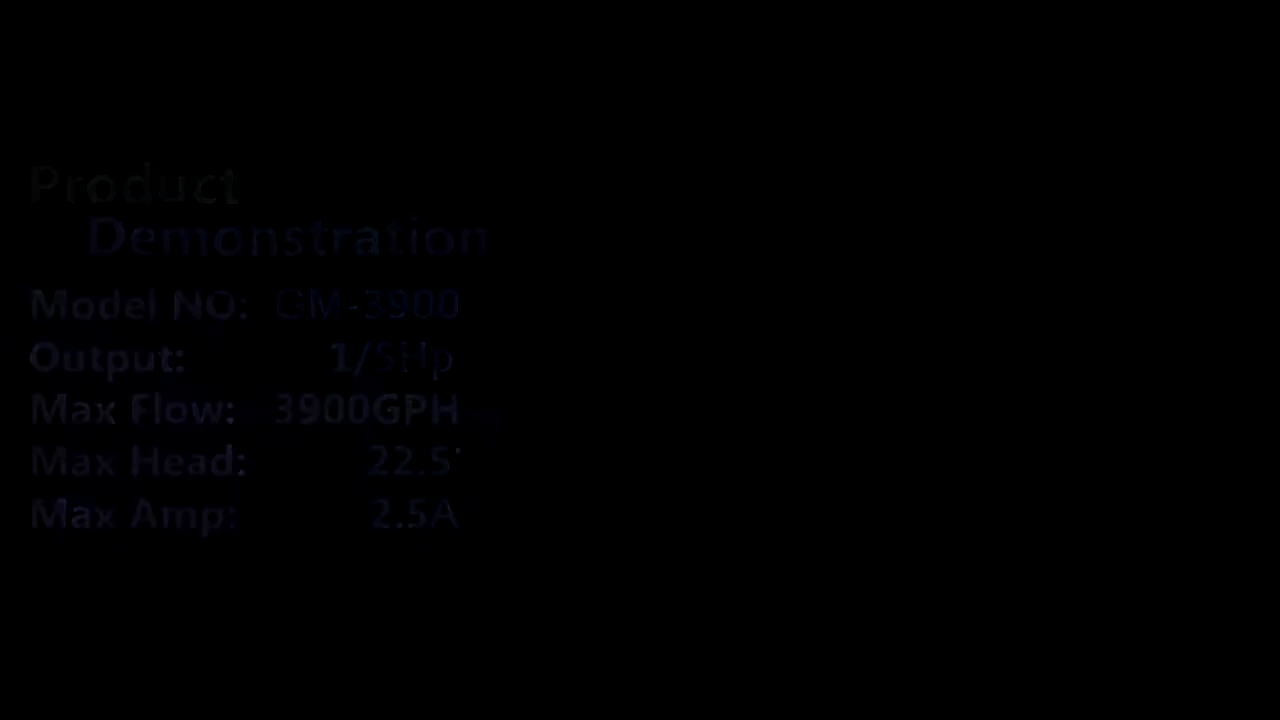 Product
Demonstration
Model NO: GM-3900
Output: 1/5Hp
Max Flow: 3900GPH
Max Head: 22.5'
Max Amp: 2.5A